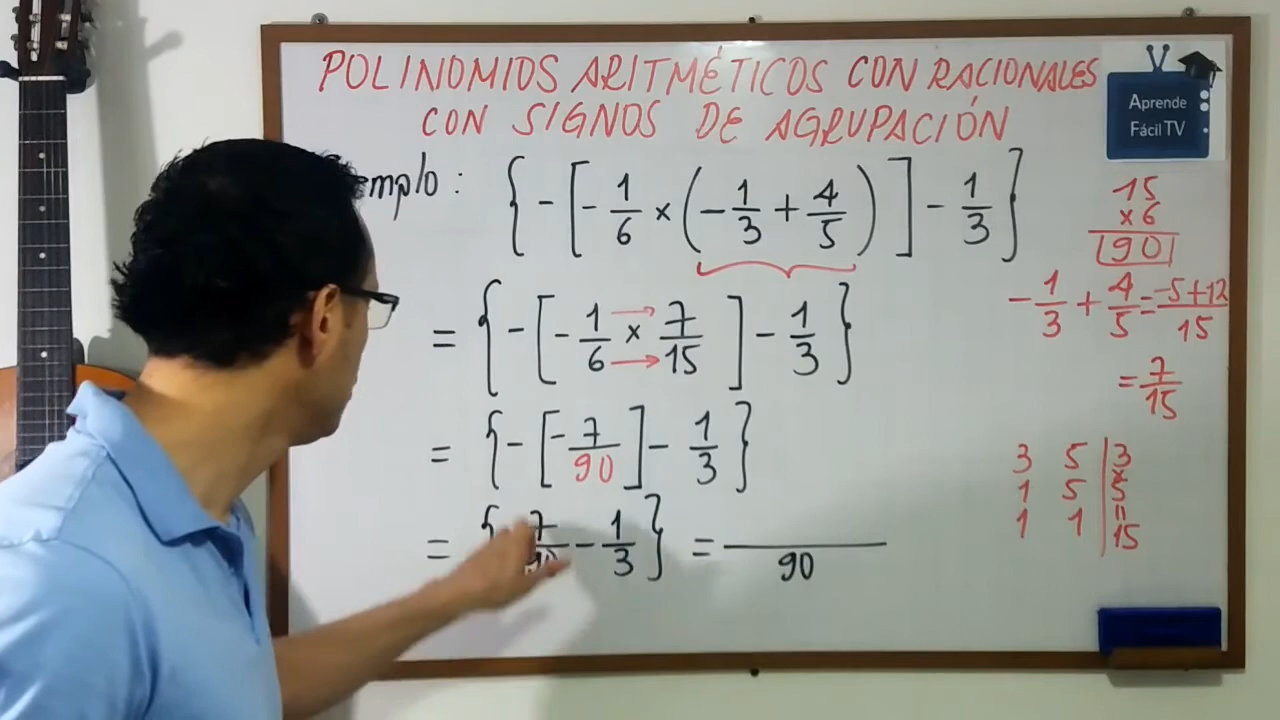 POLINOMIOS ARITMÉTICOS CON RACIONALES
CON SIGNOS DE AGRUPACIÓN
Aprende
Fácil TV
emplo : { - [ - 1/6 × ( - 1/3 + 4/5 ) ] - 1/3 }
= { - [ - 1/6 × 7/15 ] - 1/3 }
= { - [ - 7/90 ] - 1/3 }
= { 7/90 - 1/3 } = /90
15
× 6
90
- 1/3 + 4/5 = -5+12/15
= 7/15
3 5 | 3
×
1 5 | 5
=
1 1 | 15